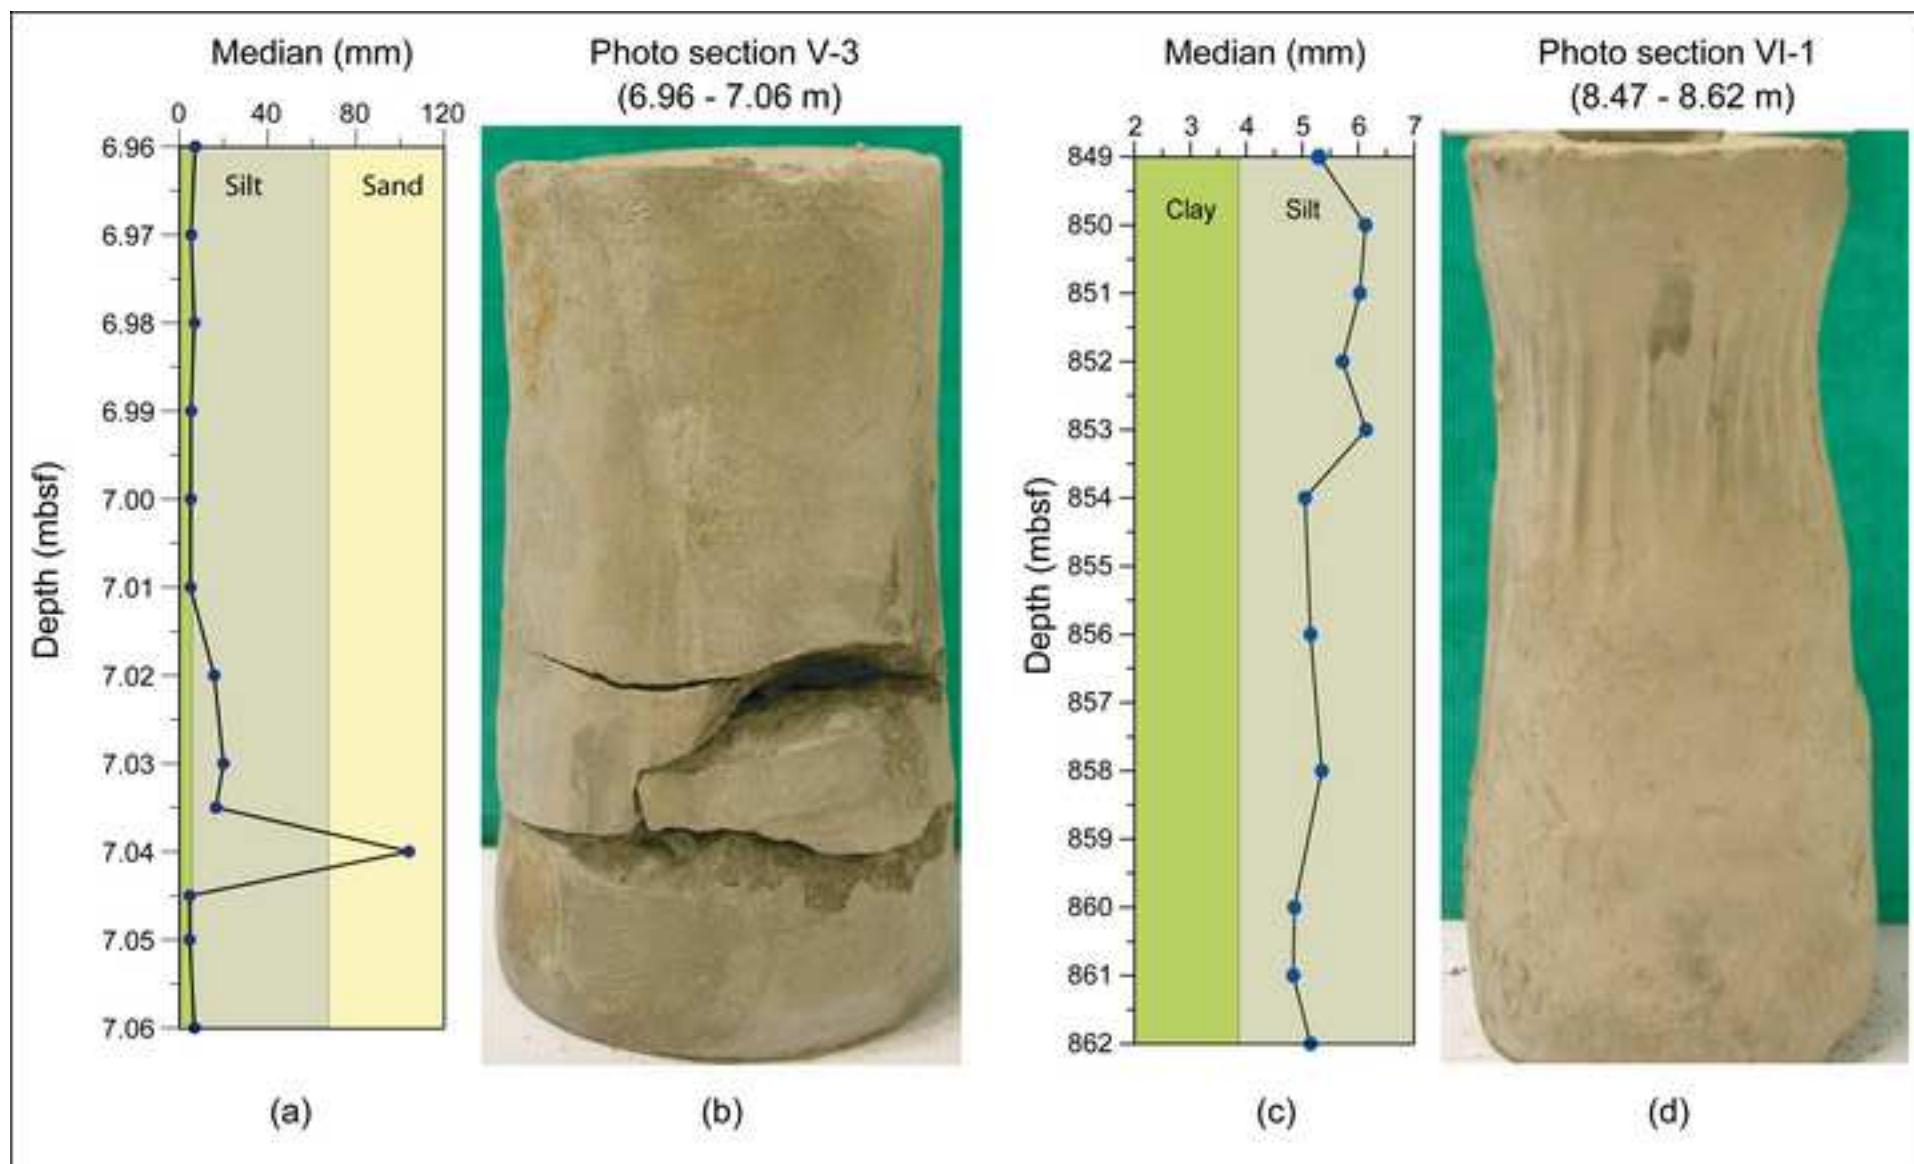 Median (mm)
0 40 80 120
Depth (mbsf)
6.96
6.97
6.98
6.99
7.00
7.01
7.02
7.03
7.04
7.05
7.06
Silt
Sand
(a)
Photo section V-3
(6.96 - 7.06 m)
(b)
Median (mm)
2 3 4 5 6 7
Depth (mbsf)
849
850
851
852
853
854
855
856
857
858
859
860
861
862
Clay
Silt
(c)
Photo section VI-1
(8.47 - 8.62 m)
(d)